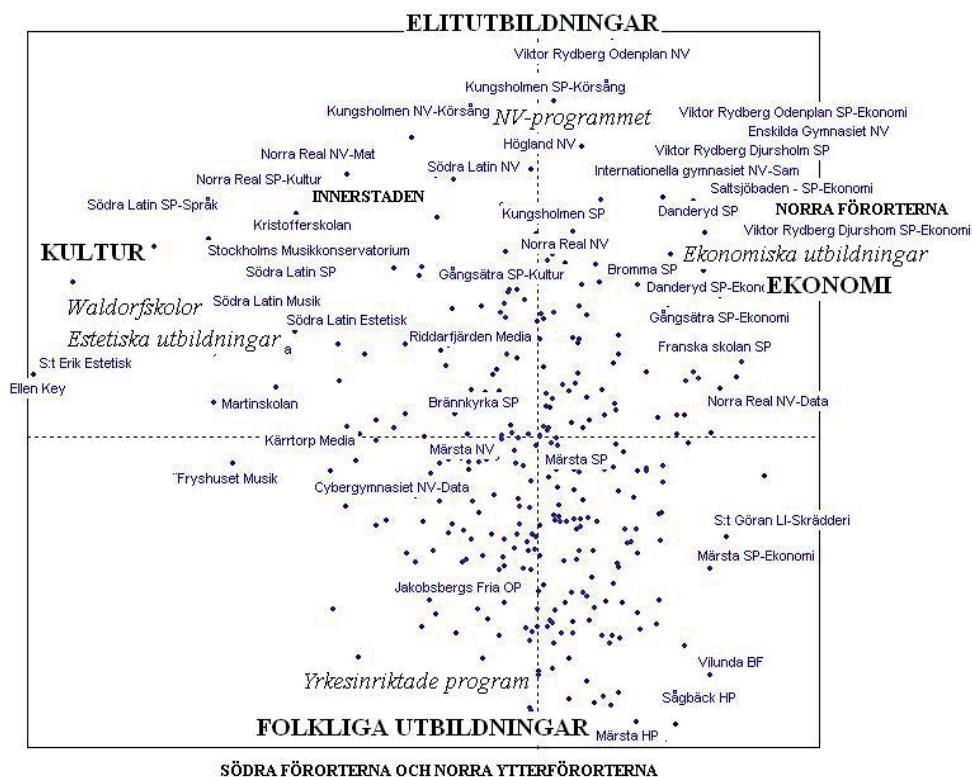 ELITUTBILDNINGAR
Viktor Rydberg Odenplan NV
Kungsholmen SP-Körsång
Kungsholmen NV-Körsång
NV-programmet
Viktor Rydberg Odenplan SP-Ekonomi
Enskilda Gymnasiet NV
Högland NV
Viktor Rydberg Djursholm SP
Norra Real NV-Mat
Södra Latin NV
Internationella gymnasiet NV-Sam
Norra Real SP-Kultur
INNERSTADEN
Saltsjöbaden - SP-Ekonomi
Södra Latin SP-Språk
Kristofferskolan
Kungsholmen SP
Danderyd SP
NORRA FÖRORTERNA
Viktor Rydberg Djurshom SP-Ekonomi
KULTUR
Stockholms Musikkonservatorium
Norra Real NV
Ekonomiska utbildningar
Södra Latin SP
Gångsätra SP-Kultur
Bromma SP
Danderyd SP-Ekono
EKONOMI
Waldorfskolor
Södra Latin Musik
Södra Latin Estetisk
Gångsätra SP-Ekonomi
Estetiska utbildningar
a
Riddarfjärden Media
Franska skolan SP
S:t Erik Estetisk
Ellen Key
Martinskolan
Brännkyrka SP
Norra Real NV-Data
Kärrtorp Media
Märsta NV
Märsta SP
Fryshuset Musik
Cybergymnasiet NV-Data
S:t Göran LI-Skrädderi
Märsta SP-Ekonomi
Jakobsbergs Fria OP
Vilunda BF
Yrkesinriktade program
Sågbäck HP
FOLKLIGA UTBILDNINGAR
Märsta HP
SÖDRA FÖRORTERNA OCH NORRA YTTERFÖRORTERNA